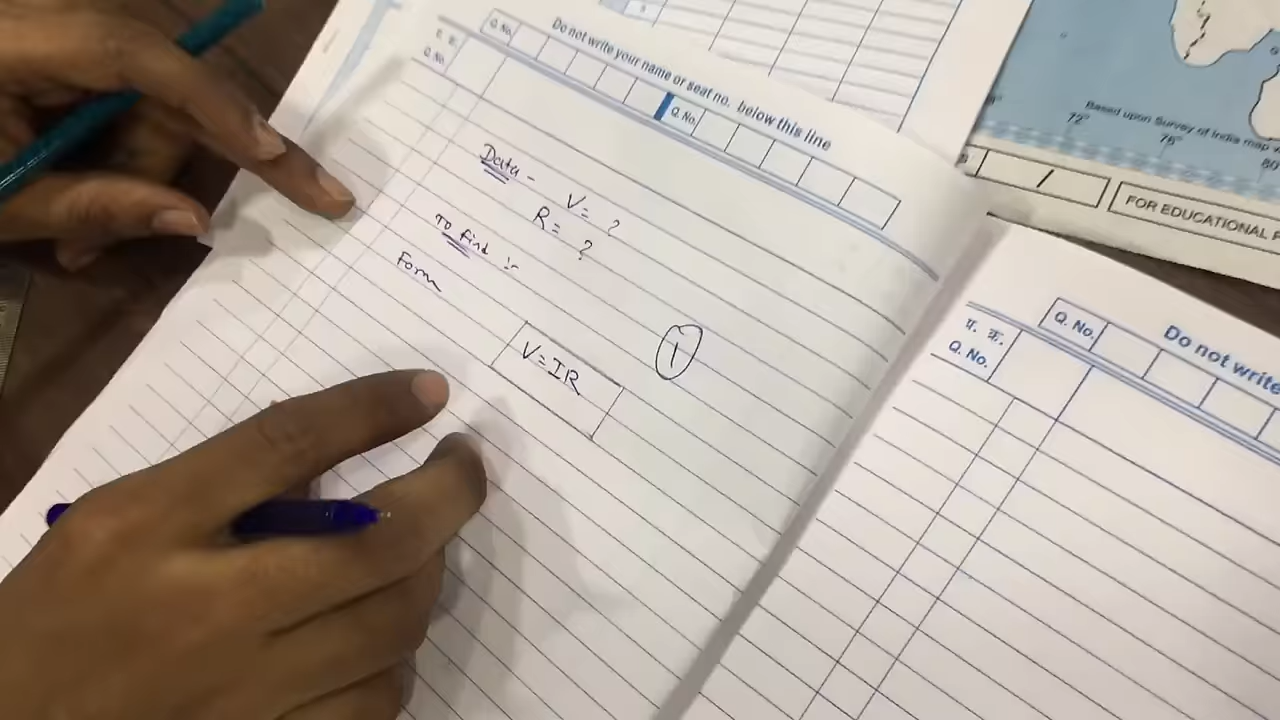 Do not write your name or seat no. below this line
Q. No.
Q. No.
प्र. क्र.
Q. No.
Data - V = ?
R = ?
To find :-
Form
V = IR
1
Based upon Survey of India map
72°
76°
80
/
FOR EDUCATIONAL
प्र. क्र.
Q. No.
Q. No.
Do not write